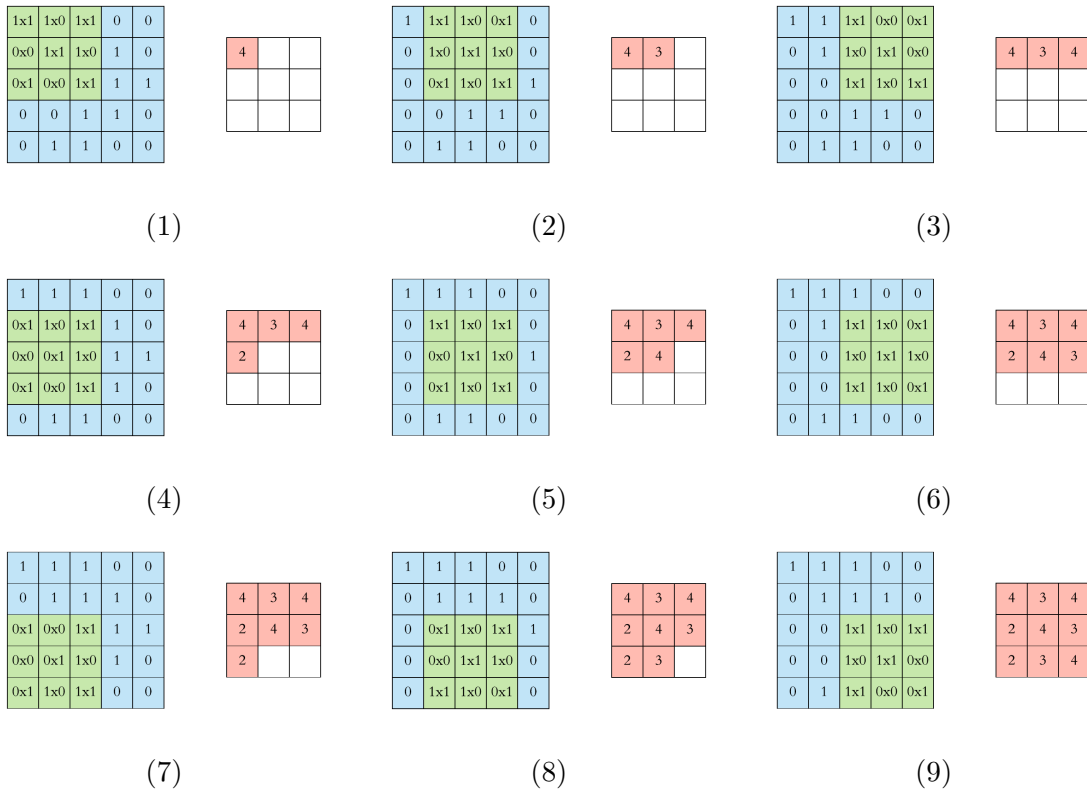 1x1 1x0 1x1 0 0
0x0 1x1 1x0 1 0
0x1 0x0 1x1 1 1
0 0 1 1 0
0 1 1 0 0
4
(1)
1 1x1 1x0 0x1 0
0 1x0 1x1 1x0 0
0 0x1 1x1 1x1 1
0 0 1 1 0
0 1 1 0 0
4 3
(2)
1 1 1x1 0x0 0x1
0 1 1x0 1x1 0x0
0 0 1x1 1x0 1x1
0 0 1 1 0
0 1 1 0 0
4 3 4
(3)
1 1 1 0 0
0x1 1x0 1x1 1 0
0x0 0x1 1x0 1 1
0x1 0x0 1x1 1 0
0 1 1 0 0
4 3 4
2
(4)
1 1 1 0 0
0 1x1 1x0 1x1 0
0 0x0 1x1 1x0 1
0 0x1 1x0 1x1 0
0 1 1 0 0
4 3 4
2 4
(5)
1 1 1 0 0
0 1 1x1 1x0 0x1
0 0 1x0 1x1 1x0
0 0 1x1 1x0 0x1
0 1 1 0 0
4 3 4
2 4 3
(6)
1 1 1 0 0
0 1 1 1 0
0x1 0x0 1x1 1 1
0x0 0x1 1x0 1 0
0x1 1x0 1x1 0 0
4 3 4
2 4 3
2
(7)
1 1 1 0 0
0 1 1 1 0
0 0x1 1x0 1x1 1
0 0x0 1x1 1x0 0
0 1x1 1x0 0x1 0
4 3 4
2 4 3
2 3
(8)
1 1 1 0 0
0 1 1 1 0
0 0 1x1 1x0 1x1
0 0 1x0 1x1 0x0
0 1 1x1 0x0 0x1
4 3 4
2 4 3
2 3 4
(9)